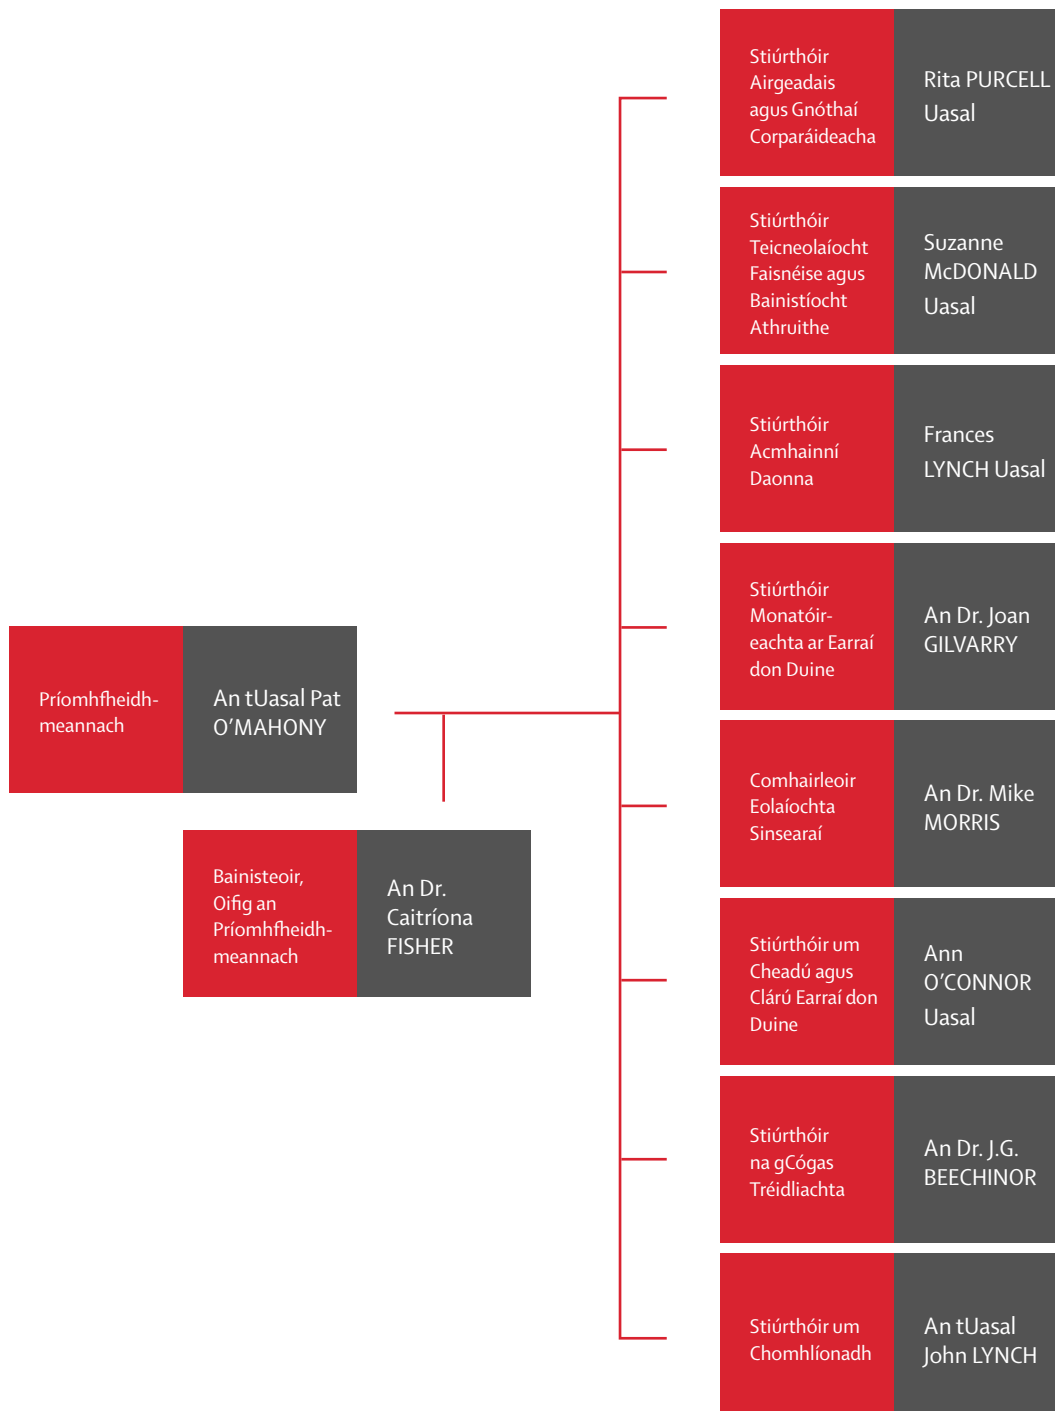 Stiúrthóir
Airgeadais
agus Gnóthaí
Corparáideacha
Rita PURCELL
Uasal
Stiúrthóir
Teicneolaíocht
Faisnéise agus
Bainistíocht
Athruithe
Suzanne
McDONALD
Uasal
Stiúrthóir
Acmhainní
Daonna
Frances
LYNCH Uasal
Stiúrthóir
Monatóir-
eachta ar Earraí
don Duine
An Dr. Joan
GILVARRY
Príomhfheidh-
meannach
An tUasal Pat
O’MAHONY
Comhairleoir
Eolaíochta
Sinsearaí
An Dr. Mike
MORRIS
Bainisteoir,
Oifig an
Príomhfheidh-
meannach
An Dr.
Caitríona
FISHER
Stiúrthóir um
Cheadú agus
Clárú Earraí don
Duine
Ann
O’CONNOR
Uasal
Stiúrthóir
na gCógas
Tréidliachta
An Dr. J.G.
BEECHINOR
Stiúrthóir um
Chomhlíonadh
An tUasal
John LYNCH